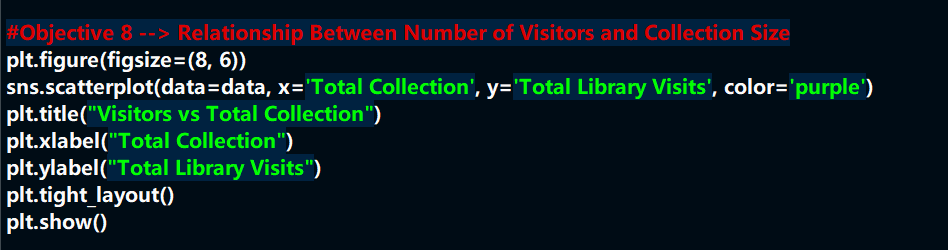 #Objective 8 --> Relationship Between Number of Visitors and Collection Size
plt.figure(figsize=(8, 6))
sns.scatterplot(data=data, x='Total Collection', y='Total Library Visits', color='purple')
plt.title("Visitors vs Total Collection")
plt.xlabel("Total Collection")
plt.ylabel("Total Library Visits")
plt.tight_layout()
plt.show()